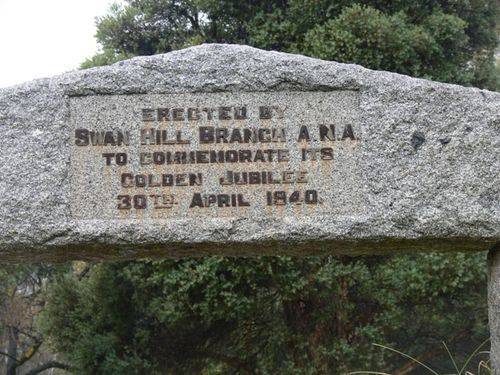 ERECTED BY
SWAN HILL BRANCH A.N.A.
TO COMMEMORATE ITS
GOLDEN JUBILEE
30TH APRIL 1940.